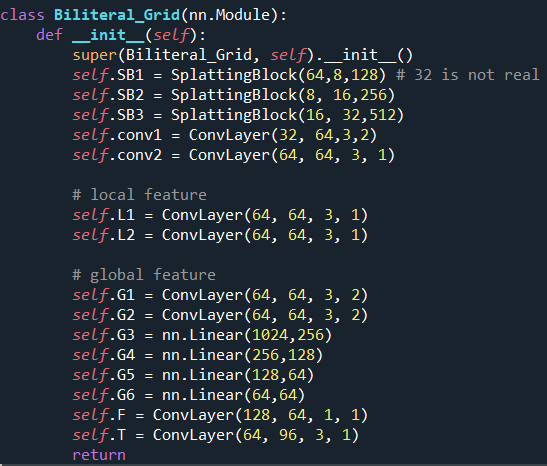 class Biliteral_Grid(nn.Module):
    def __init__(self):
        super(Biliteral_Grid, self).__init__()
        self.SB1 = SplattingBlock(64,8,128) # 32 is not real
        self.SB2 = SplattingBlock(8, 16,256)
        self.SB3 = SplattingBlock(16, 32,512)
        self.conv1 = ConvLayer(32, 64,3,2)
        self.conv2 = ConvLayer(64, 64, 3, 1)

        # local feature
        self.L1 = ConvLayer(64, 64, 3, 1)
        self.L2 = ConvLayer(64, 64, 3, 1)

        # global feature
        self.G1 = ConvLayer(64, 64, 3, 2)
        self.G2 = ConvLayer(64, 64, 3, 2)
        self.G3 = nn.Linear(1024,256)
        self.G4 = nn.Linear(256,128)
        self.G5 = nn.Linear(128,64)
        self.G6 = nn.Linear(64,64)
        self.F = ConvLayer(128, 64, 1, 1)
        self.T = ConvLayer(64, 96, 3, 1)
        return